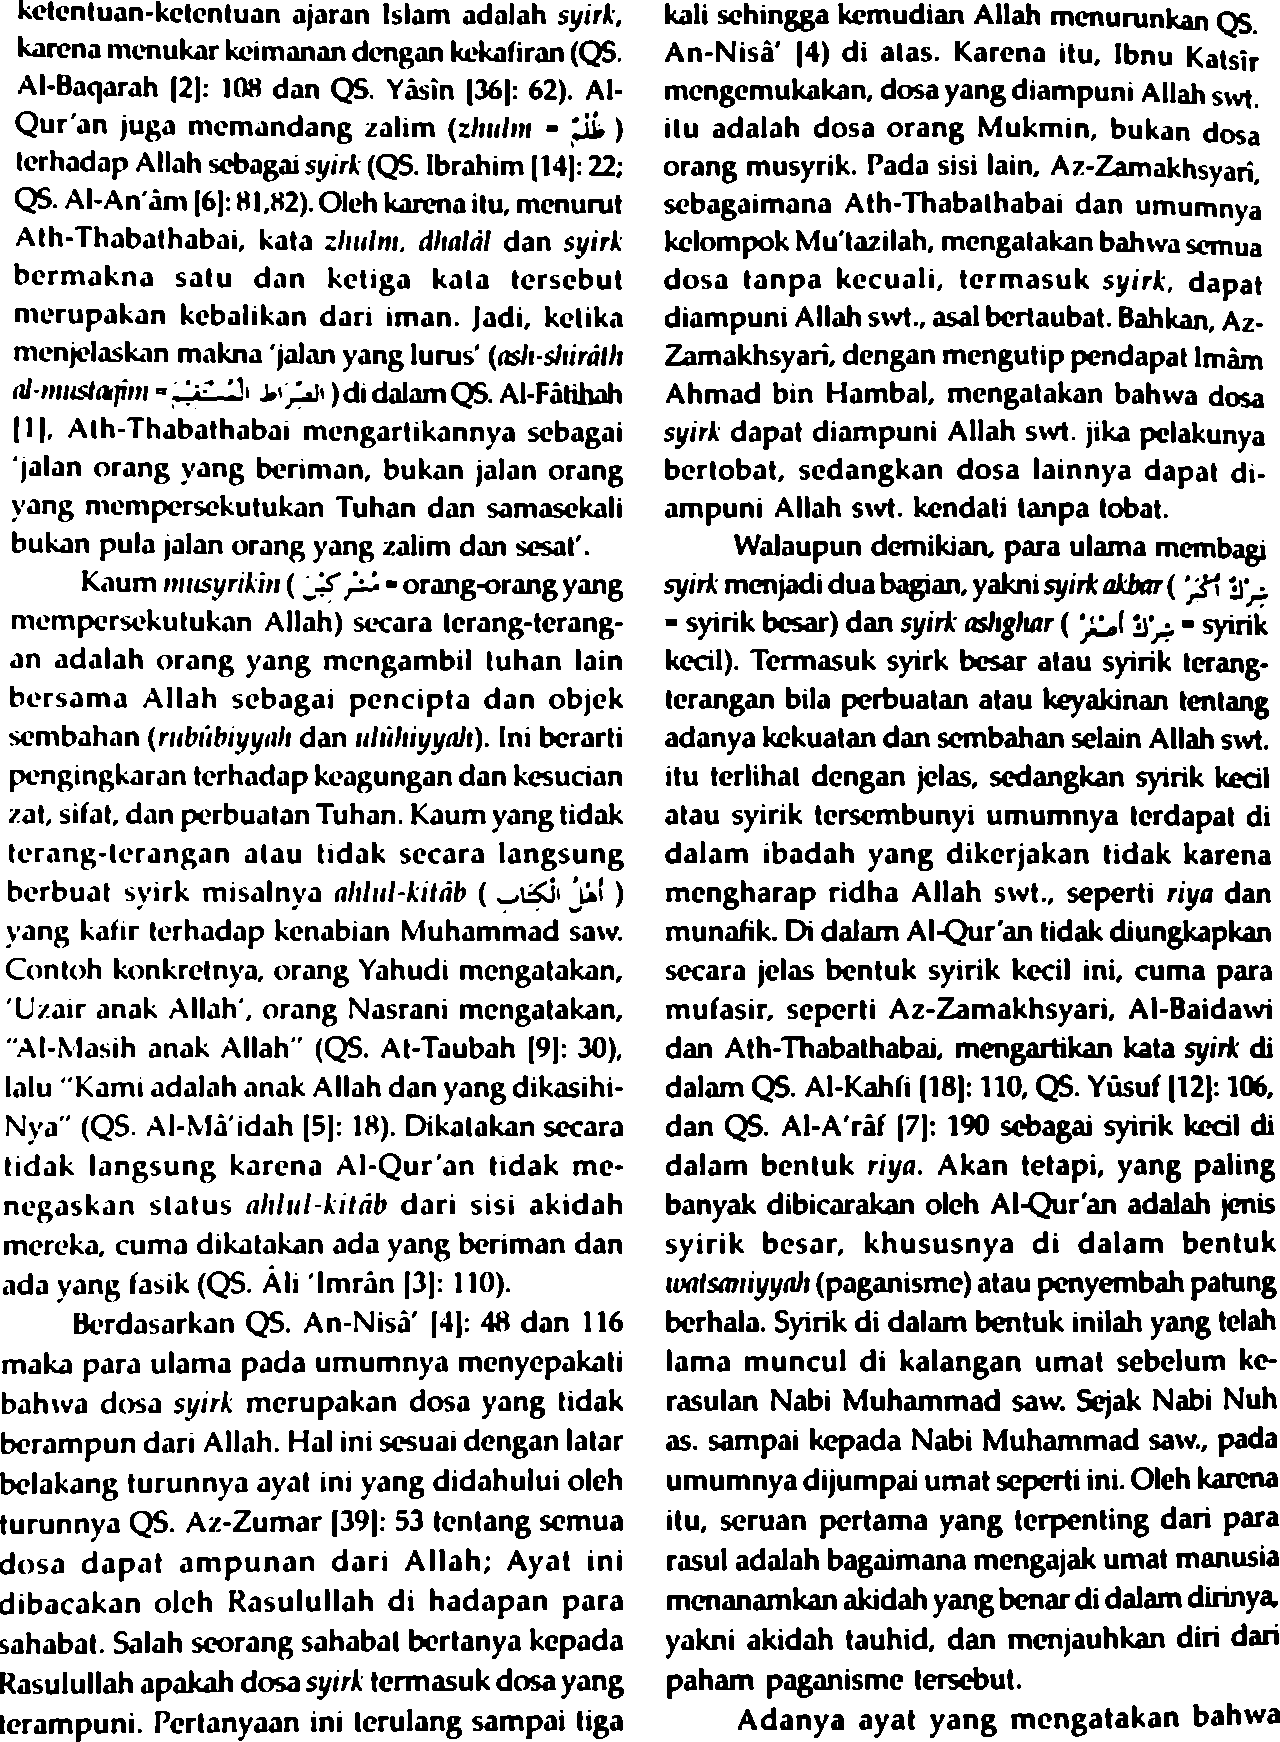 ketentuan-ketentuan ajaran Islam adalah syirk,
karena menukar keimanan dengan kekafiran (QS.
Al-Baqarah [2]: 108 dan QS. Yâsîn [36]: 62). Al-
Qur'an juga memandang zalim (zhulm = ظُلْمٌ )
terhadap Allah sebagai syirk (QS. Ibrahim [14]: 22;
QS. Al-An'âm [6]: 81,82). Oleh karena itu, menurut
Ath-Thabathabai, kata zhulm, dhalâl dan syirk
bermakna satu dan ketiga kata tersebut
merupakan kebalikan dari iman. Jadi, ketika
menjelaskan makna 'jalan yang lurus' (ash-shirâth
al-mustaqîm = الصِّرَاطَ الْمُسْتَقِيْمَ ) di dalam QS. Al-Fâtihah
[1], Ath-Thabathabai mengartikannya sebagai
'jalan orang yang beriman, bukan jalan orang
yang mempersekutukan Tuhan dan samasekali
bukan pula jalan orang yang zalim dan sesat'.
Kaum musyrikîn ( مُشْرِكِيْنَ = orang-orang yang
mempersekutukan Allah) secara terang-terang-
an adalah orang yang mengambil tuhan lain
bersama Allah sebagai pencipta dan objek
sembahan (rubûbiyyah dan ulûhiyyah). Ini berarti
pengingkaran terhadap keagungan dan kesucian
zat, sifat, dan perbuatan Tuhan. Kaum yang tidak
terang-terangan atau tidak secara langsung
berbuat syirk misalnya ahlul-kitâb ( أَهْلُ الْكِتَابِ )
yang kafir terhadap kenabian Muhammad saw.
Contoh konkretnya, orang Yahudi mengatakan,
'Uzair anak Allah', orang Nasrani mengatakan,
"Al-Masih anak Allah" (QS. At-Taubah [9]: 30),
lalu "Kami adalah anak Allah dan yang dikasihi-
Nya" (QS. Al-Mâ'idah [5]: 18). Dikatakan secara
tidak langsung karena Al-Qur'an tidak me-
negaskan status ahlul-kitâb dari sisi akidah
mereka, cuma dikatakan ada yang beriman dan
ada yang fasik (QS. Âli 'Imrân [3]: 110).
Berdasarkan QS. An-Nisâ' [4]: 48 dan 116
maka para ulama pada umumnya menyepakati
bahwa dosa syirk merupakan dosa yang tidak
berampun dari Allah. Hal ini sesuai dengan latar
belakang turunnya ayat ini yang didahului oleh
turunnya QS. Az-Zumar [39]: 53 tentang semua
dosa dapat ampunan dari Allah; Ayat ini
dibacakan oleh Rasulullah di hadapan para
sahabat. Salah seorang sahabat bertanya kepada
Rasulullah apakah dosa syirk termasuk dosa yang
terampuni. Pertanyaan ini terulang sampai tiga
kali sehingga kemudian Allah menurunkan QS.
An-Nisâ' [4) di atas. Karena itu, Ibnu Katsîr
mengemukakan, dosa yang diampuni Allah swt.
itu adalah dosa orang Mukmin, bukan dosa
orang musyrik. Pada sisi lain, Az-Zamakhsyarî,
sebagaimana Ath-Thabathabai dan umumnya
kelompok Mu'tazilah, mengatakan bahwa semua
dosa tanpa kecuali, termasuk syirk, dapat
diampuni Allah swt., asal bertaubat. Bahkan, Az-
Zamakhsyarî, dengan mengutip pendapat Imâm
Ahmad bin Hambal, mengatakan bahwa dosa
syirk dapat diampuni Allah swt. jika pelakunya
bertobat, sedangkan dosa lainnya dapat di-
ampuni Allah swt. kendati tanpa tobat.
Walaupun demikian, para ulama membagi
syirk menjadi dua bagian, yakni syirk akbar ( شِرْكٌ أَكْبَرُ
= syirik besar) dan syirk ashghar ( شِرْكٌ أَصْغَرُ = syirik
kecil). Termasuk syirk besar atau syirik terang-
terangan bila perbuatan atau keyakinan tentang
adanya kekuatan dan sembahan selain Allah swt.
itu terlihat dengan jelas, sedangkan syirik kecil
atau syirik tersembunyi umumnya terdapat di
dalam ibadah yang dikerjakan tidak karena
mengharap ridha Allah swt., seperti riya dan
munafik. Di dalam Al-Qur'an tidak diungkapkan
secara jelas bentuk syirik kecil ini, cuma para
mufasir, seperti Az-Zamakhsyari, Al-Baidawi
dan Ath-Thabathabai, mengartikan kata syirk di
dalam QS. Al-Kahfi [18]: 110, QS. Yûsuf [12]: 106,
dan QS. Al-A'râf [7]: 190 sebagai syirik kecil di
dalam bentuk riya. Akan tetapi, yang paling
banyak dibicarakan oleh Al-Qur'an adalah jenis
syirik besar, khususnya di dalam bentuk
watsaniyyah (paganisme) atau penyembah patung
berhala. Syirik di dalam bentuk inilah yang telah
lama muncul di kalangan umat sebelum ke-
rasulan Nabi Muhammad saw. Sejak Nabi Nuh
as. sampai kepada Nabi Muhammad saw., pada
umumnya dijumpai umat seperti ini. Oleh karena
itu, seruan pertama yang terpenting dari para
rasul adalah bagaimana mengajak umat manusia
menanamkan akidah yang benar di dalam dirinya,
yakni akidah tauhid, dan menjauhkan diri dari
paham paganisme tersebut.
Adanya ayat yang mengatakan bahwa